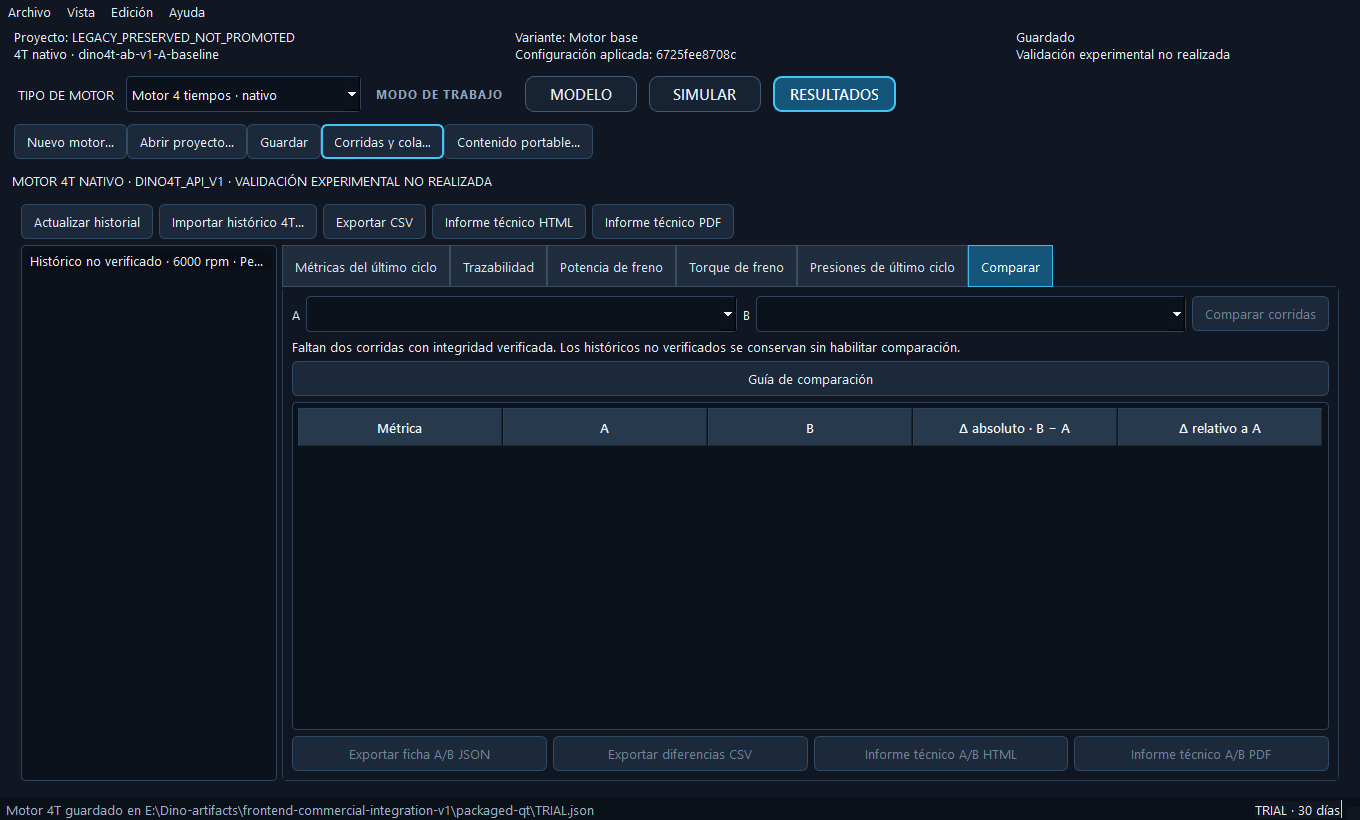 Archivo Vista Edición Ayuda
Proyecto: LEGACY_PRESERVED_NOT_PROMOTED Variante: Motor base Guardado
4T nativo · dino4t-ab-v1-A-baseline Configuración aplicada: 6725fee8708c Validación experimental no realizada
TIPO DE MOTOR Motor 4 tiempos · nativo MODO DE TRABAJO MODELO SIMULAR RESULTADOS
Nuevo motor... Abrir proyecto... Guardar Corridas y cola... Contenido portable...
MOTOR 4T NATIVO · DINO4T_API_V1 · VALIDACIÓN EXPERIMENTAL NO REALIZADA
Actualizar historial Importar histórico 4T... Exportar CSV Informe técnico HTML Informe técnico PDF
Histórico no verificado · 6000 rpm · Pe...
Métricas del último ciclo Trazabilidad Potencia de freno Torque de freno Presiones de último ciclo Comparar
A B Comparar corridas
Faltan dos corridas con integridad verificada. Los históricos no verificados se conservan sin habilitar comparación.
Guía de comparación
Métrica A B Δ absoluto · B − A Δ relativo a A
Exportar ficha A/B JSON Exportar diferencias CSV Informe técnico A/B HTML Informe técnico A/B PDF
Motor 4T guardado en E:\Dino-artifacts\frontend-commercial-integration-v1\packaged-qt\TRIAL.json TRIAL · 30 días